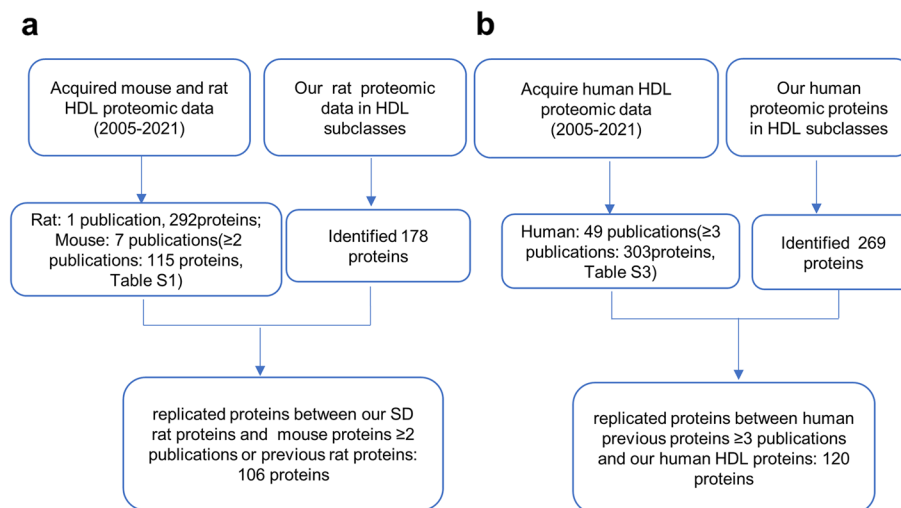 a
Acquired mouse and rat
HDL proteomic data
(2005-2021)
Our rat proteomic
data in HDL
subclasses
Rat: 1 publication, 292proteins;
Mouse: 7 publications(≥2
publications: 115 proteins,
Table S1)
Identified 178
proteins
replicated proteins between our SD
rat proteins and mouse proteins ≥2
publications or previous rat proteins:
106 proteins
b
Acquire human HDL
proteomic data
(2005-2021)
Our human
proteomic proteins
in HDL subclasses
Human: 49 publications(≥3
publications: 303proteins,
Table S3)
Identified 269
proteins
replicated proteins between human
previous proteins ≥3 publications
and our human HDL proteins: 120
proteins